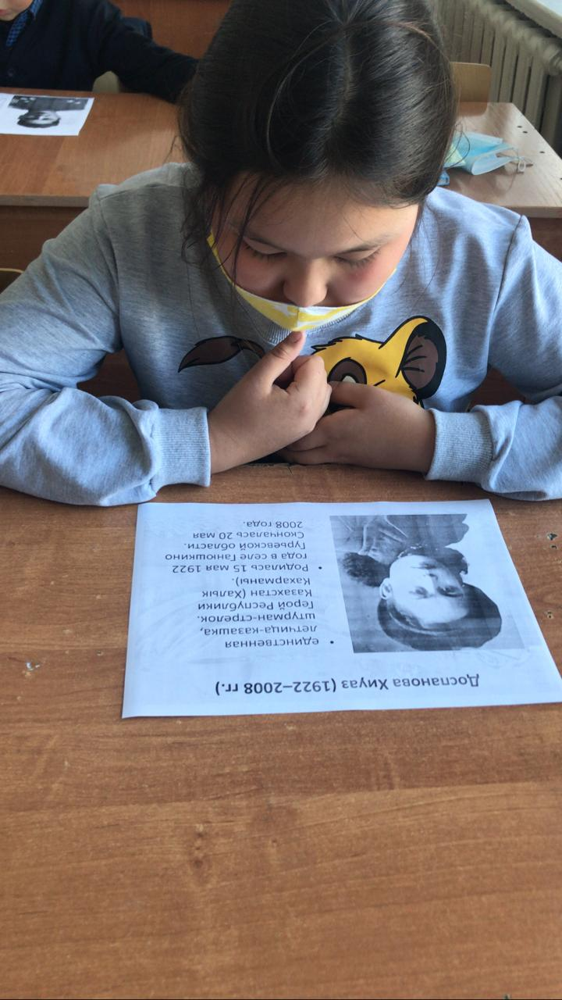 Доспанова Хиуаз (1922–2008 гг.)
• единственная
летчица-казашка,
штурман-стрелок.
Герой Республики
Казахстан (Халык
Кахарманы).
• Родилась 15 мая 1922
года в селе Ганюшкино
Гурьевской области.
Скончалась 20 мая
2008 года.